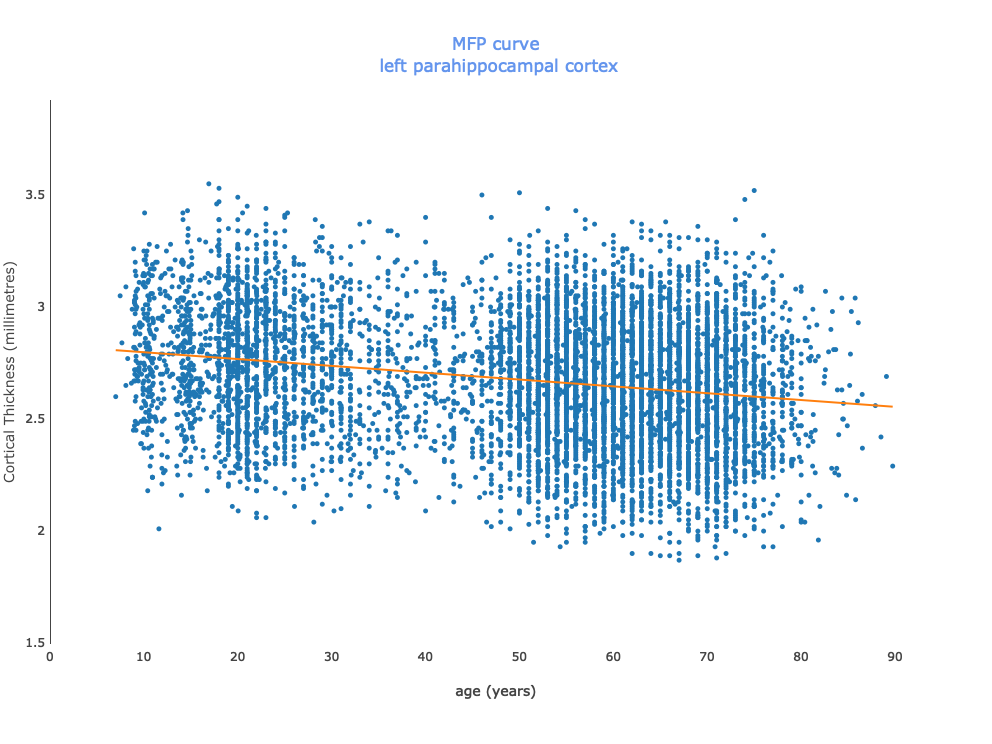 MFP curve
left parahippocampal cortex
Cortical Thickness (millimetres)
3.5
3
2.5
2
1.5
0 10 20 30 40 50 60 70 80 90
age (years)